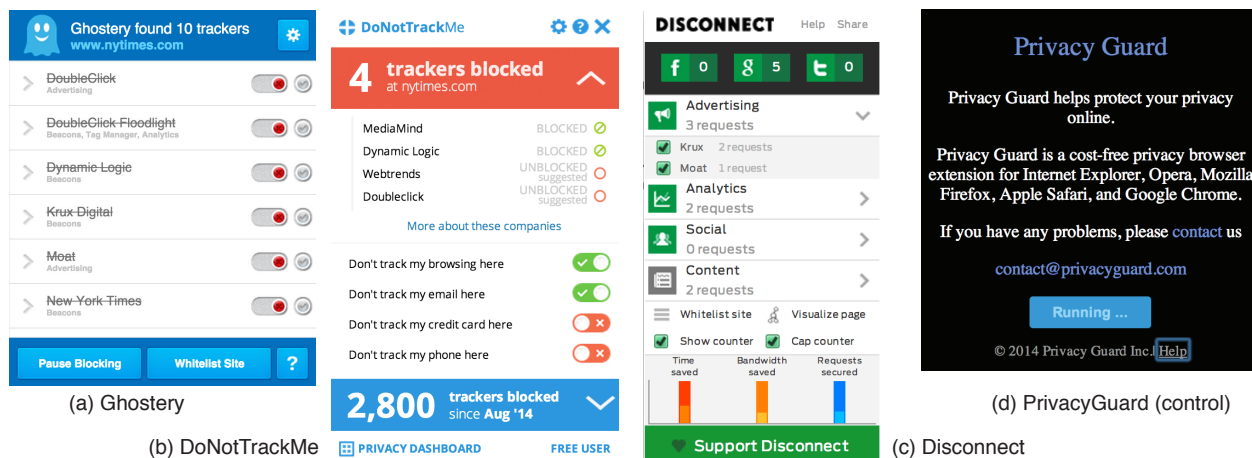 Ghostery found 10 trackers
www.nytimes.com
DoubleClick
Advertising
DoubleClick Floodlight
Beacons, Tag Manager, Analytics
Dynamic Logic
Beacons
Krux Digital
Beacons
Moat
Advertising
New York Times
Beacons
Pause Blocking
Whitelist Site
?
(a) Ghostery
DoNotTrackMe
4 trackers blocked
at nytimes.com
MediaMind BLOCKED
Dynamic Logic BLOCKED
Webtrends UNBLOCKED
suggested
Doubleclick UNBLOCKED
suggested
More about these companies
Don't track my browsing here
Don't track my email here
Don't track my credit card here
Don't track my phone here
2,800 trackers blocked
since Aug '14
PRIVACY DASHBOARD FREE USER
(b) DoNotTrackMe
DISCONNECT Help Share
f 0 g 5 t 0
Advertising
3 requests
Krux 2 requests
Moat 1 request
Analytics
2 requests
Social
0 requests
Content
2 requests
Whitelist site Visualize page
Show counter Cap counter
Time Bandwidth Requests
saved saved secured
Support Disconnect
(c) Disconnect
Privacy Guard
Privacy Guard helps protect your privacy
online.
Privacy Guard is a cost-free privacy browser
extension for Internet Explorer, Opera, Mozilla
Firefox, Apple Safari, and Google Chrome.
If you have any problems, please contact us
contact@privacyguard.com
Running ...
© 2014 Privacy Guard Inc. Help
(d) PrivacyGuard (control)